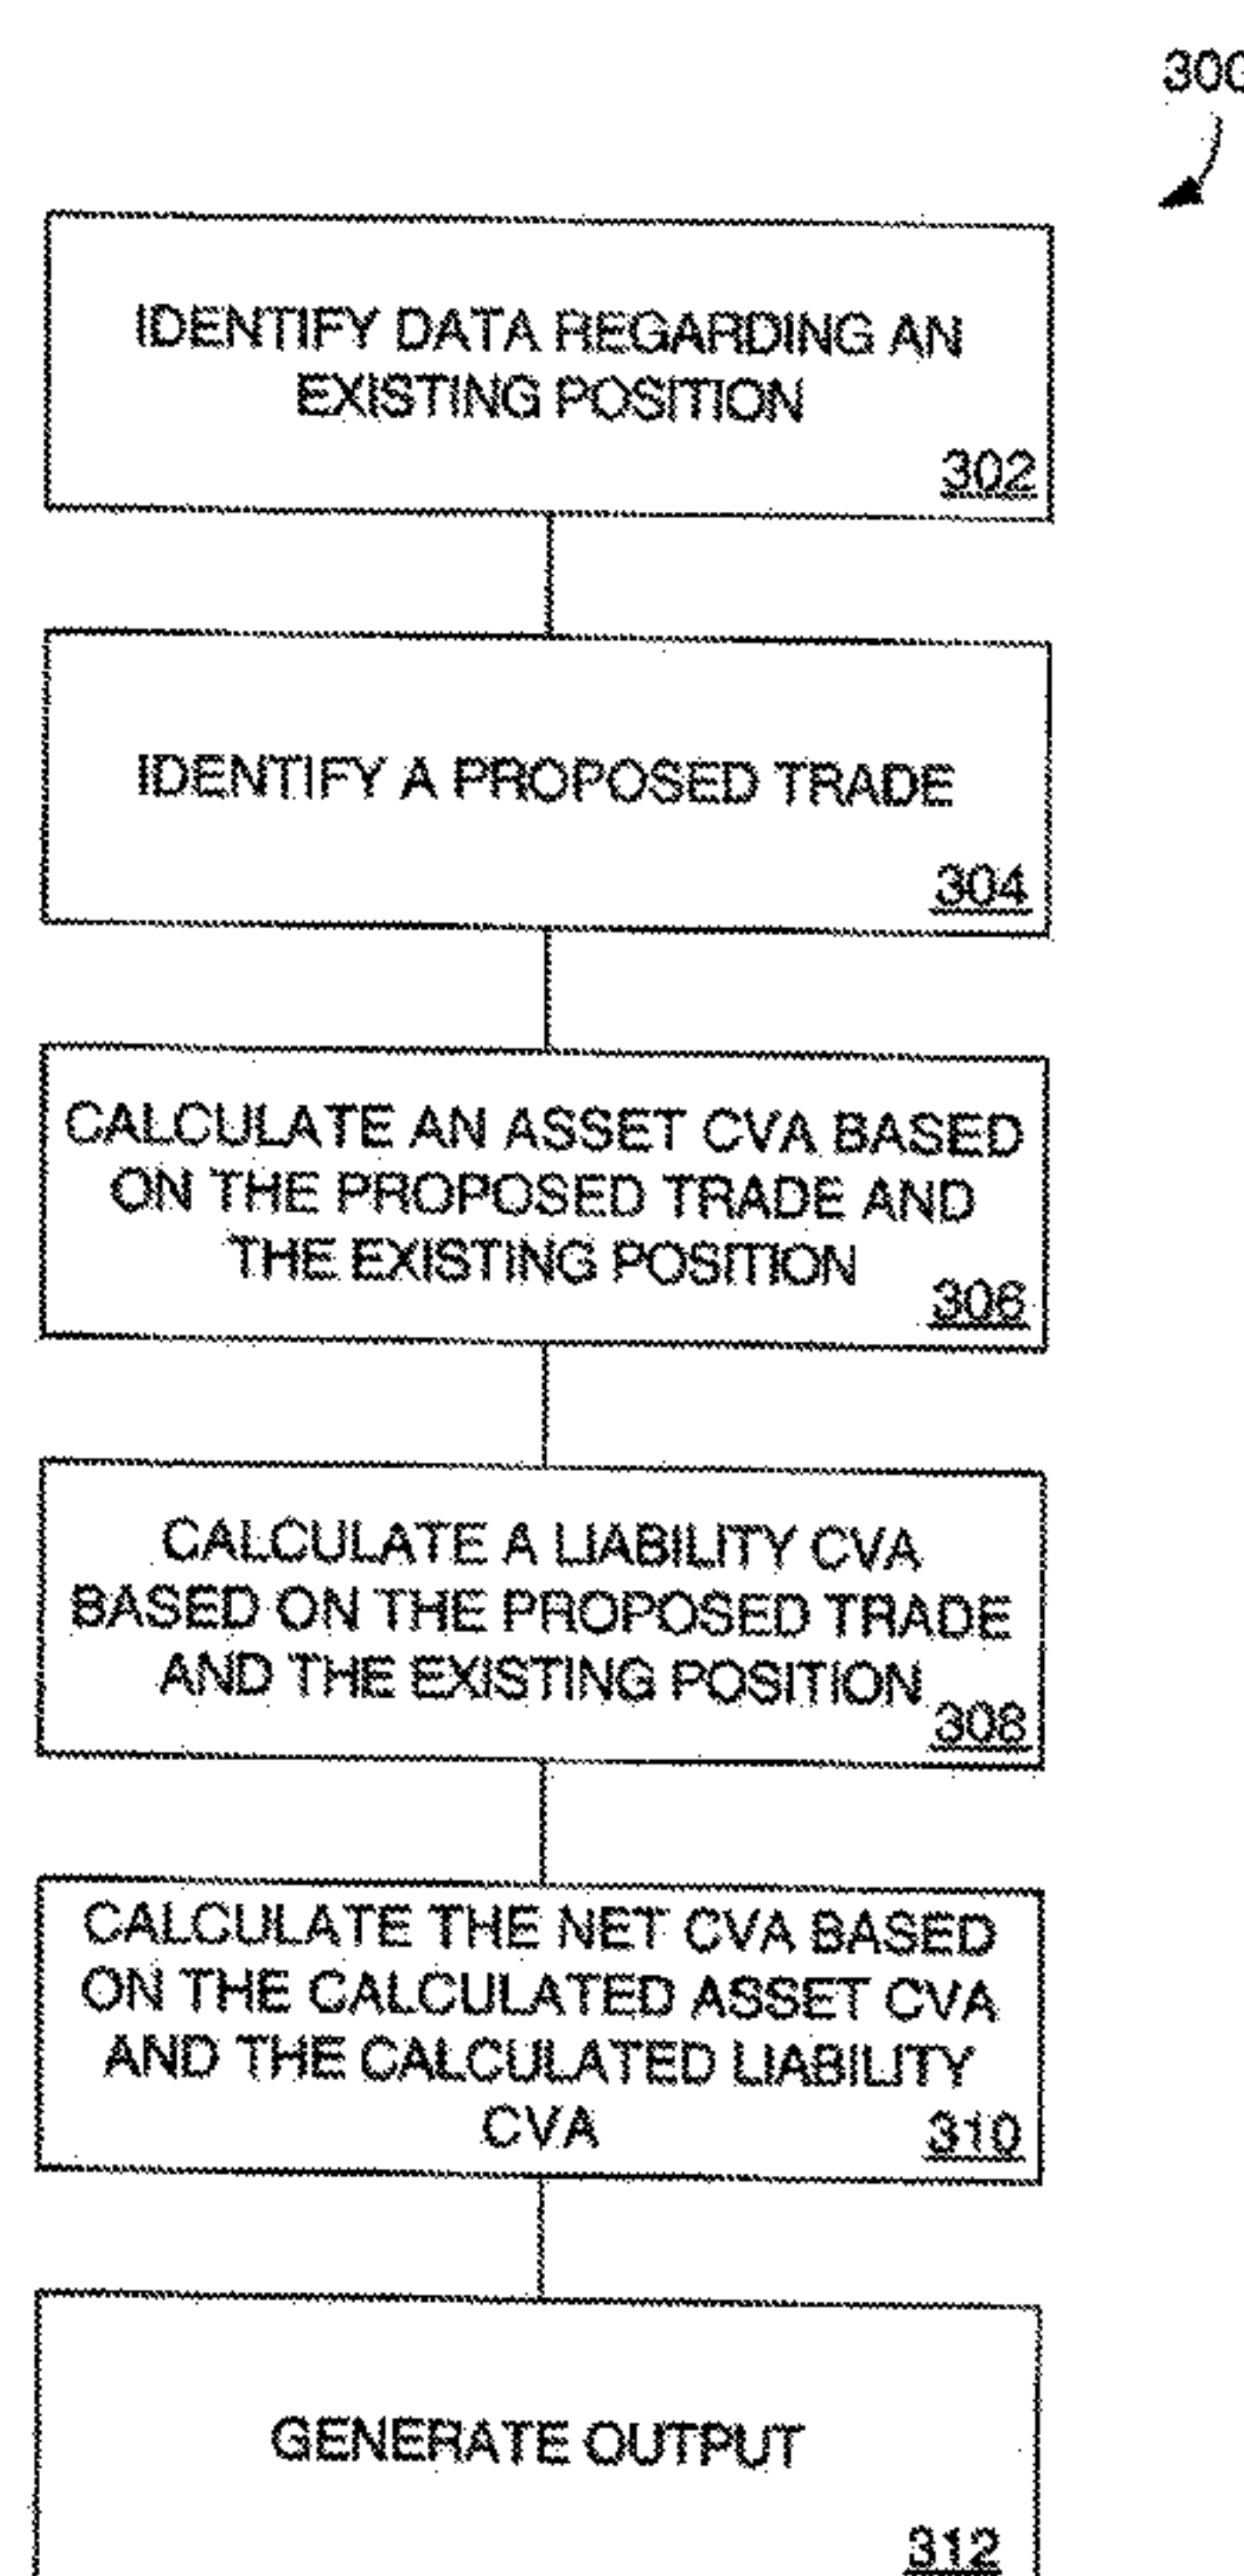 300
IDENTIFY DATA REGARDING AN
EXISTING POSITION
302
IDENTIFY A PROPOSED TRADE
304
CALCULATE AN ASSET CVA BASED
ON THE PROPOSED TRADE AND
THE EXISTING POSITION
306
CALCULATE A LIABILITY CVA
BASED ON THE PROPOSED TRADE
AND THE EXISTING POSITION
308
CALCULATE THE NET CVA BASED
ON THE CALCULATED ASSET CVA
AND THE CALCULATED LIABILITY
CVA
310
GENERATE OUTPUT
312